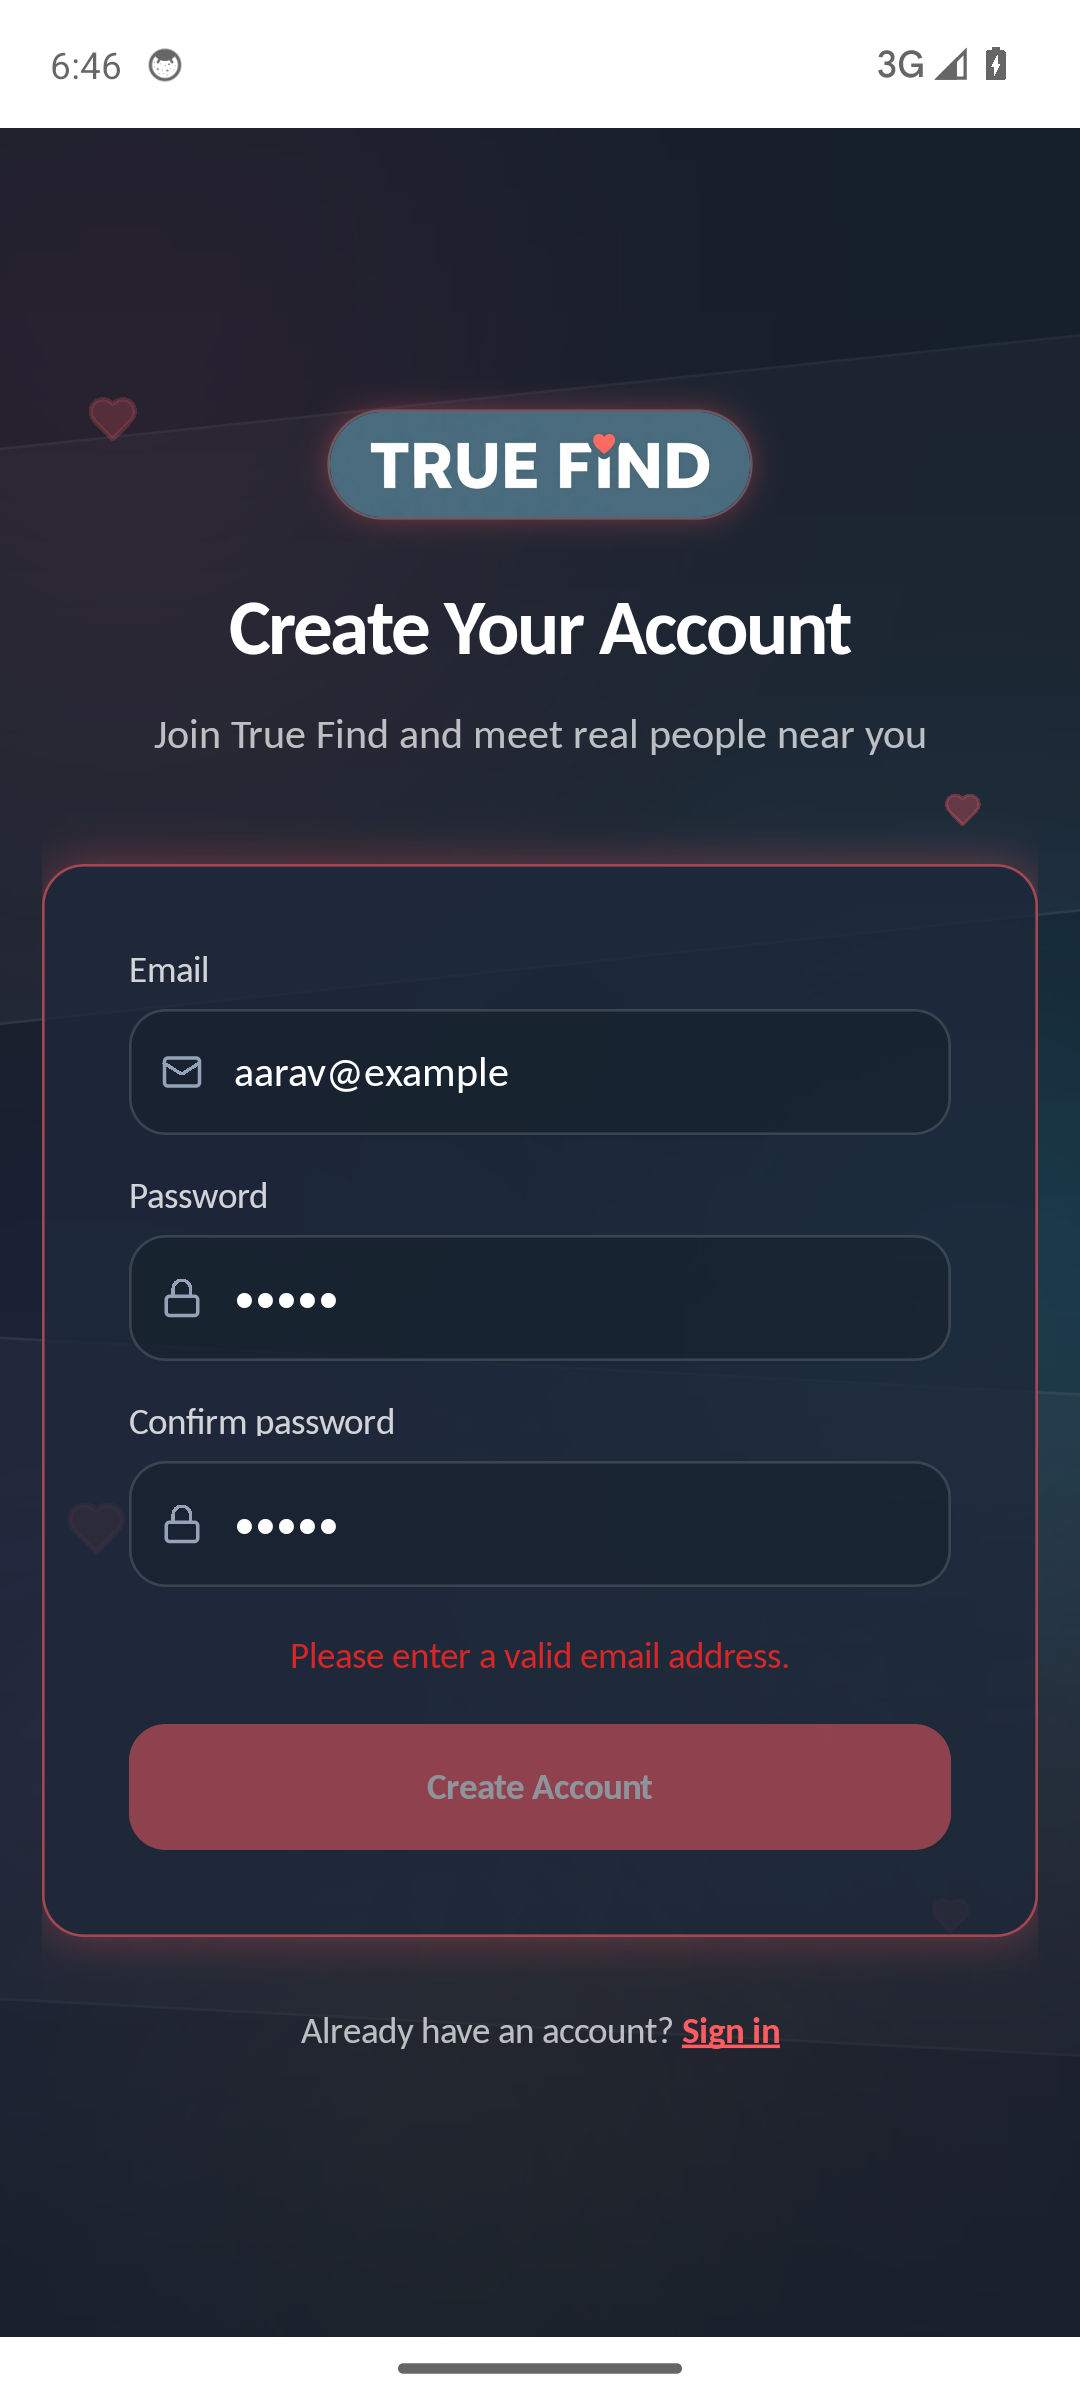 6:46
3G
TRUE FiND
Create Your Account
Join True Find and meet real people near you
Email
aarav@example
Password
•••••
Confirm password
•••••
Please enter a valid email address.
Create Account
Already have an account? Sign in